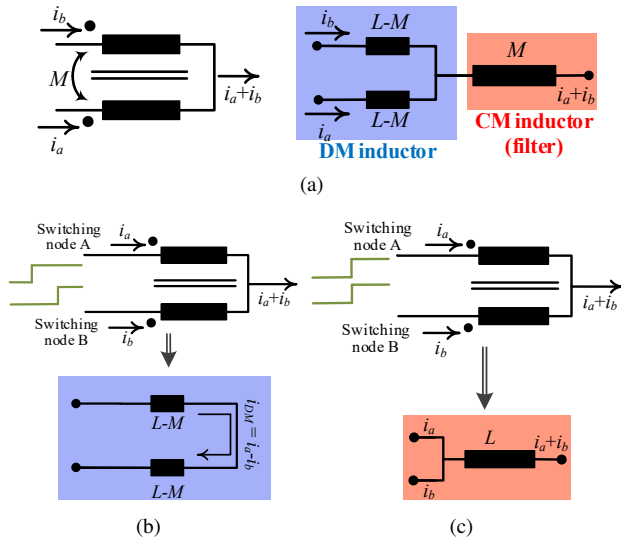 i_b
M
i_a
i_a+i_b
i_b
L-M
M
i_a
L-M
i_a+i_b
DM inductor
CM inductor
(filter)
(a)
Switching
node A
i_a
i_a+i_b
Switching
node B
i_b
L-M
i_DM = i_a-i_b
L-M
(b)
Switching
node A
i_a
i_a+i_b
Switching
node B
i_b
i_a
L
i_a+i_b
i_b
(c)